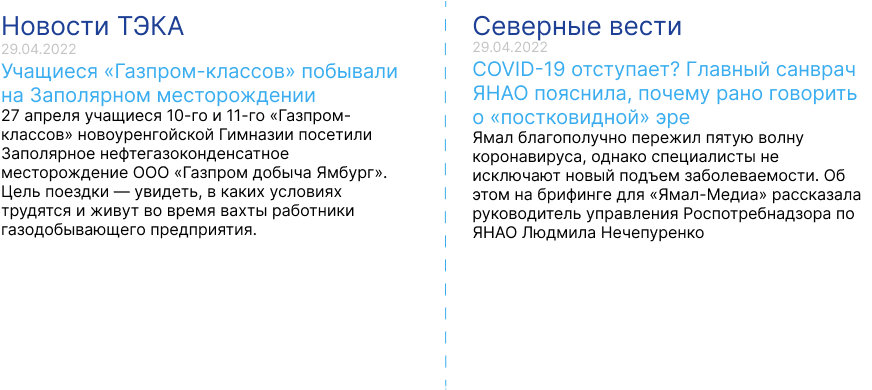 Новости ТЭКА
29.04.2022
Учащиеся «Газпром-классов» побывали
на Заполярном месторождении
27 апреля учащиеся 10-го и 11-го «Газпром-
классов» новоуренгойской Гимназии посетили
Заполярное нефтегазоконденсатное
месторождение ООО «Газпром добыча Ямбург».
Цель поездки — увидеть, в каких условиях
трудятся и живут во время вахты работники
газодобывающего предприятия.
Северные вести
29.04.2022
COVID-19 отступает? Главный санврач
ЯНАО пояснила, почему рано говорить
о «постковидной» эре
Ямал благополучно пережил пятую волну
коронавируса, однако специалисты не
исключают новый подъем заболеваемости. Об
этом на брифинге для «Ямал-Медиа» рассказала
руководитель управления Роспотребнадзора по
ЯНАО Людмила Нечепуренко